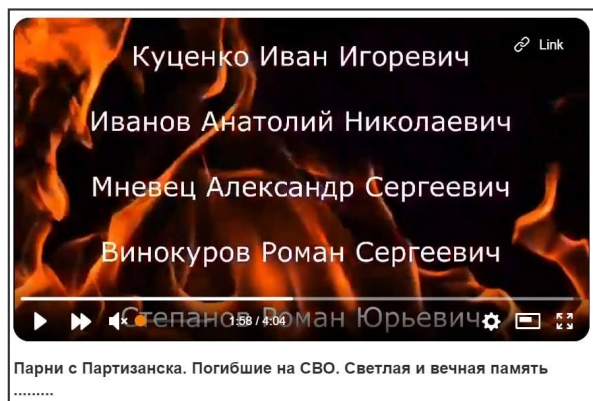 Link
Куценко Иван Игоревич
Иванов Анатолий Николаевич
Мневец Александр Сергеевич
Винокуров Роман Сергеевич
Степанов Роман Юрьевич
1:58 / 4:04
Парни с Партизанска. Погибшие на СВО. Светлая и вечная память
.........